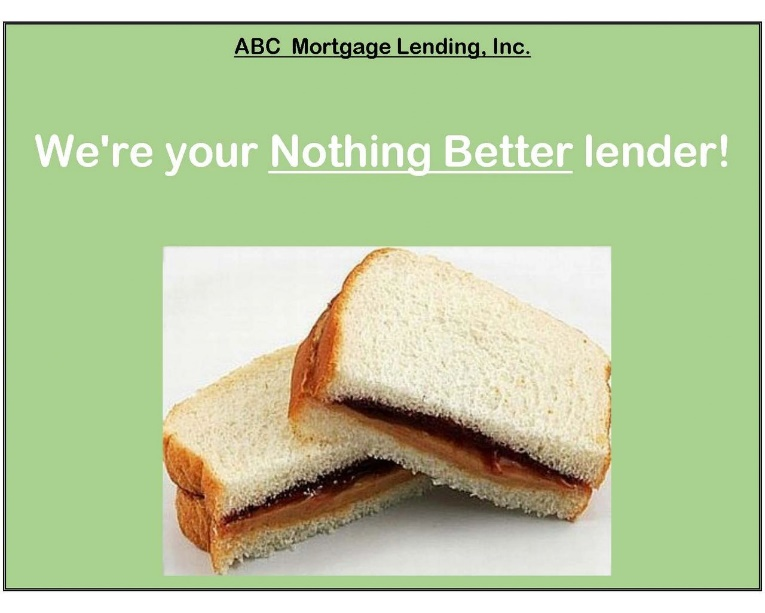 ABC  Mortgage Lending, Inc.
We're your Nothing Better lender!